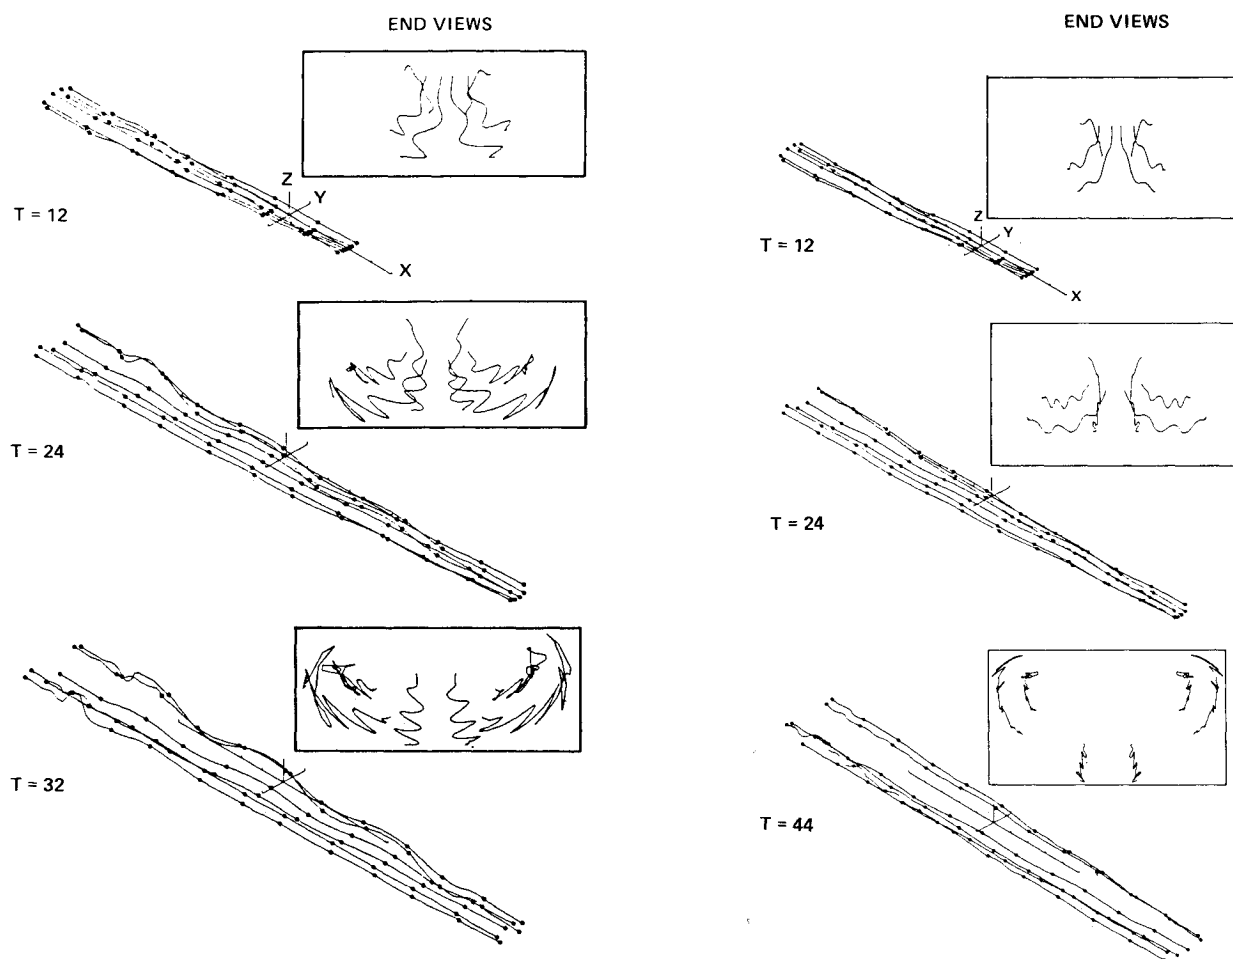 END VIEWS
Z
Y
T = 12
X
T = 24
T = 32
END VIEWS
Z
Y
T = 12
X
T = 24
T = 44